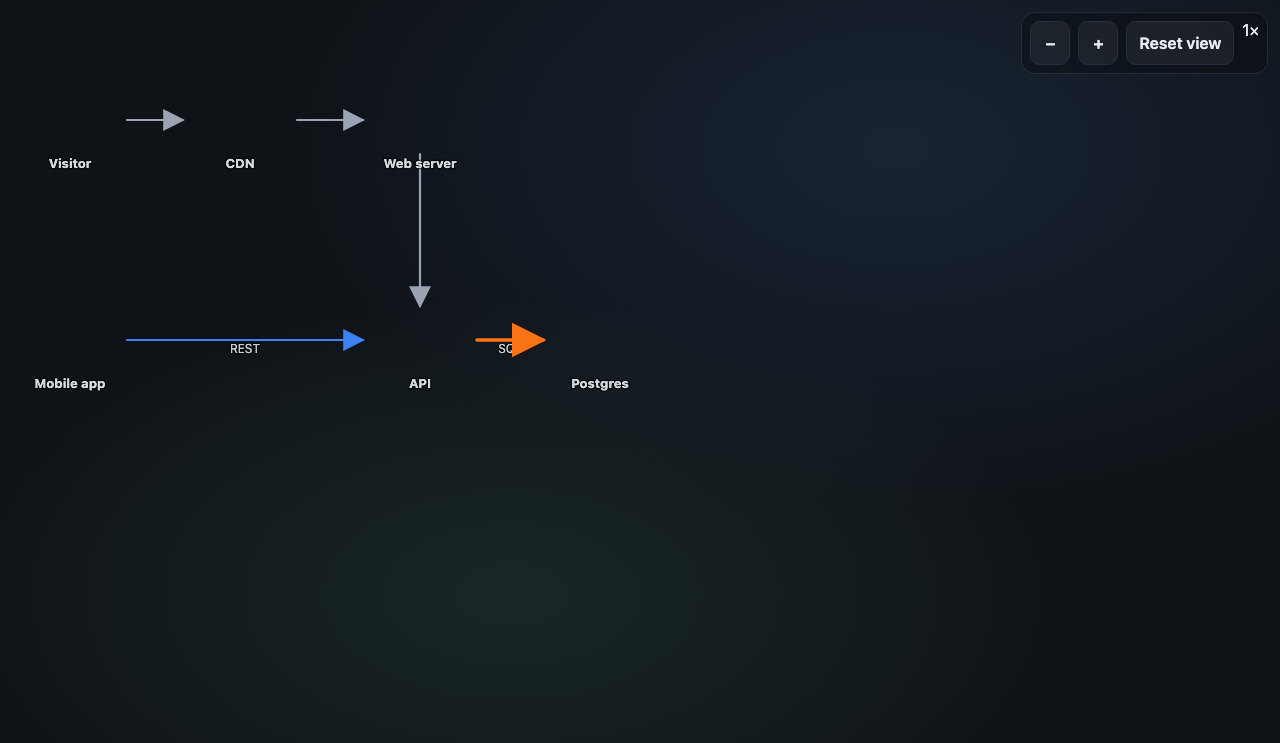 − + Reset view 1×
Visitor
CDN
Web server
REST
Mobile app
API
Postgres